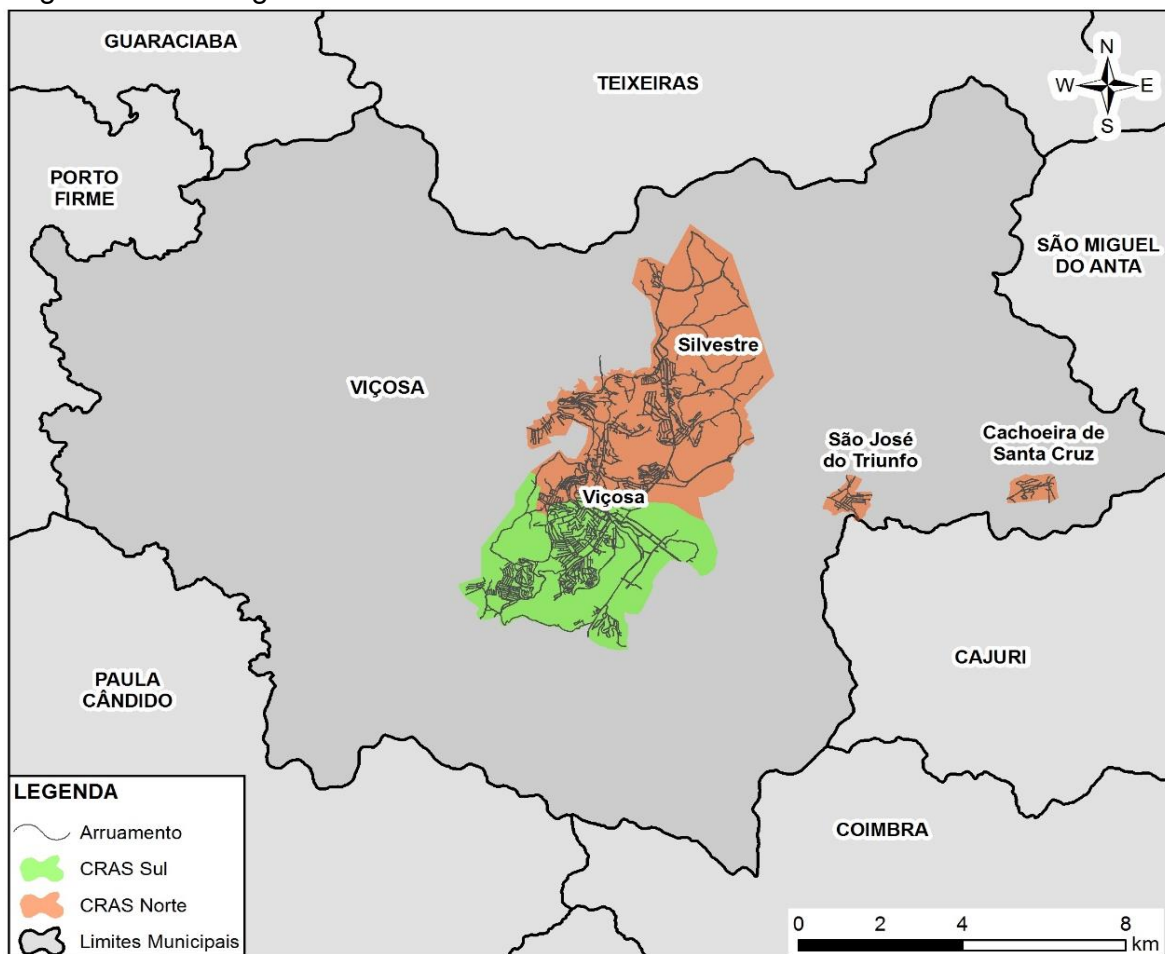 GUARACIABA
TEIXEIRAS
N
W
E
S
PORTO
FIRME
SÃO MIGUEL
DO ANTA
Silvestre
VIÇOSA
São José
do Triunfo
Cachoeira de
Santa Cruz
Viçosa
CAJURI
PAULA
CÂNDIDO
COIMBRA
LEGENDA
Arruamento
CRAS Sul
CRAS Norte
Limites Municipais
0 2 4 8
km